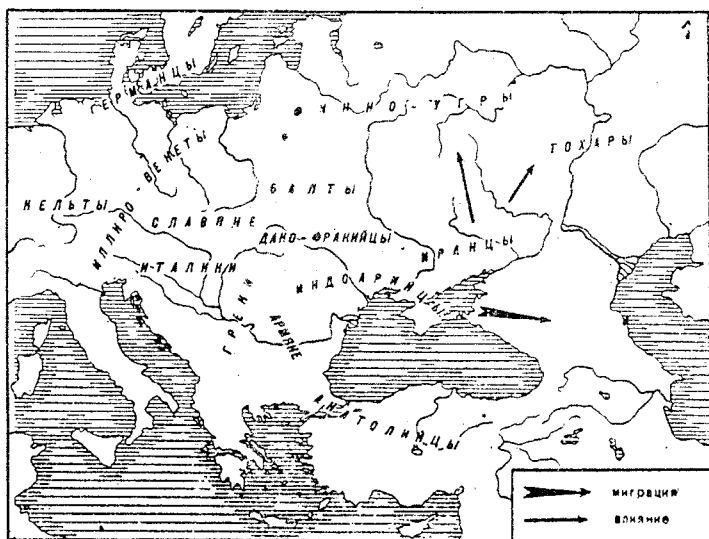 ГЕРМАНЦЫ
ФИННО-УГРЫ
ТОХАРЫ
ИЛЛИРО-ВЕНЕТЫ
БАЛТЫ
КЕЛЬТЫ
СЛАВЯНЕ
ДАКО-ФРАКИЙЦЫ
ИРАНЦЫ
ИТАЛИКИ
ИНДОАРИЙЦЫ
ГРЕКИ
АРМЯНЕ
АНАТОЛИЙЦЫ
миграция
влияние